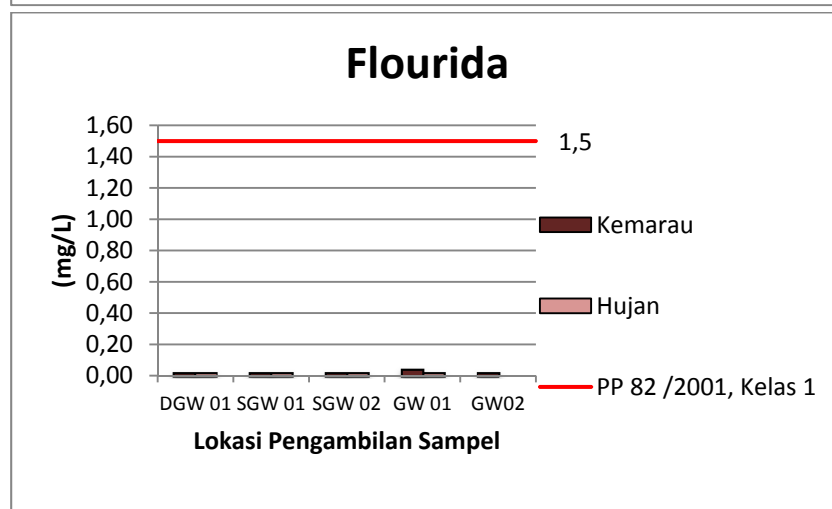 Flourida
1,60
1,40
1,20
1,00
0,80
0,60
0,40
0,20
0,00
(mg/L)
1,5
Kemarau
Hujan
PP 82 /2001, Kelas 1
DGW 01 SGW 01 SGW 02 GW 01 GW02
Lokasi Pengambilan Sampel